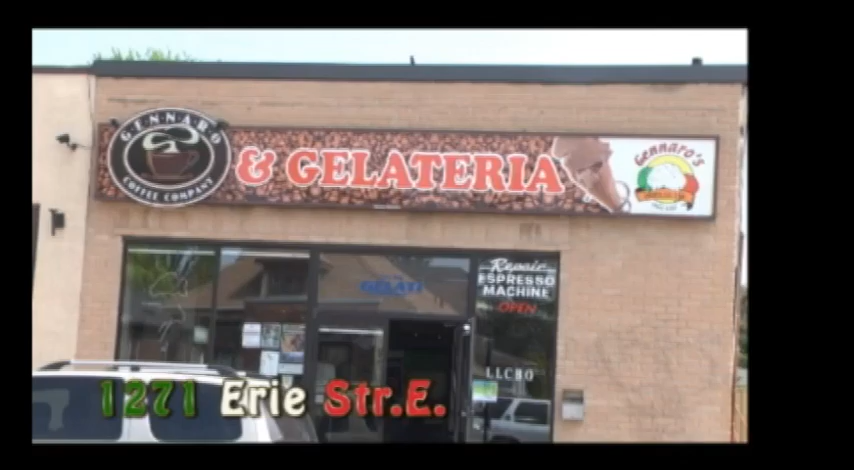 GENNARO
COFFEE COMPANY
& GELATERIA
Gennaro's
GELATI
Repair
ESPRESSO
MACHINE
OPEN
LLCBO
1271 Erie Str.E.